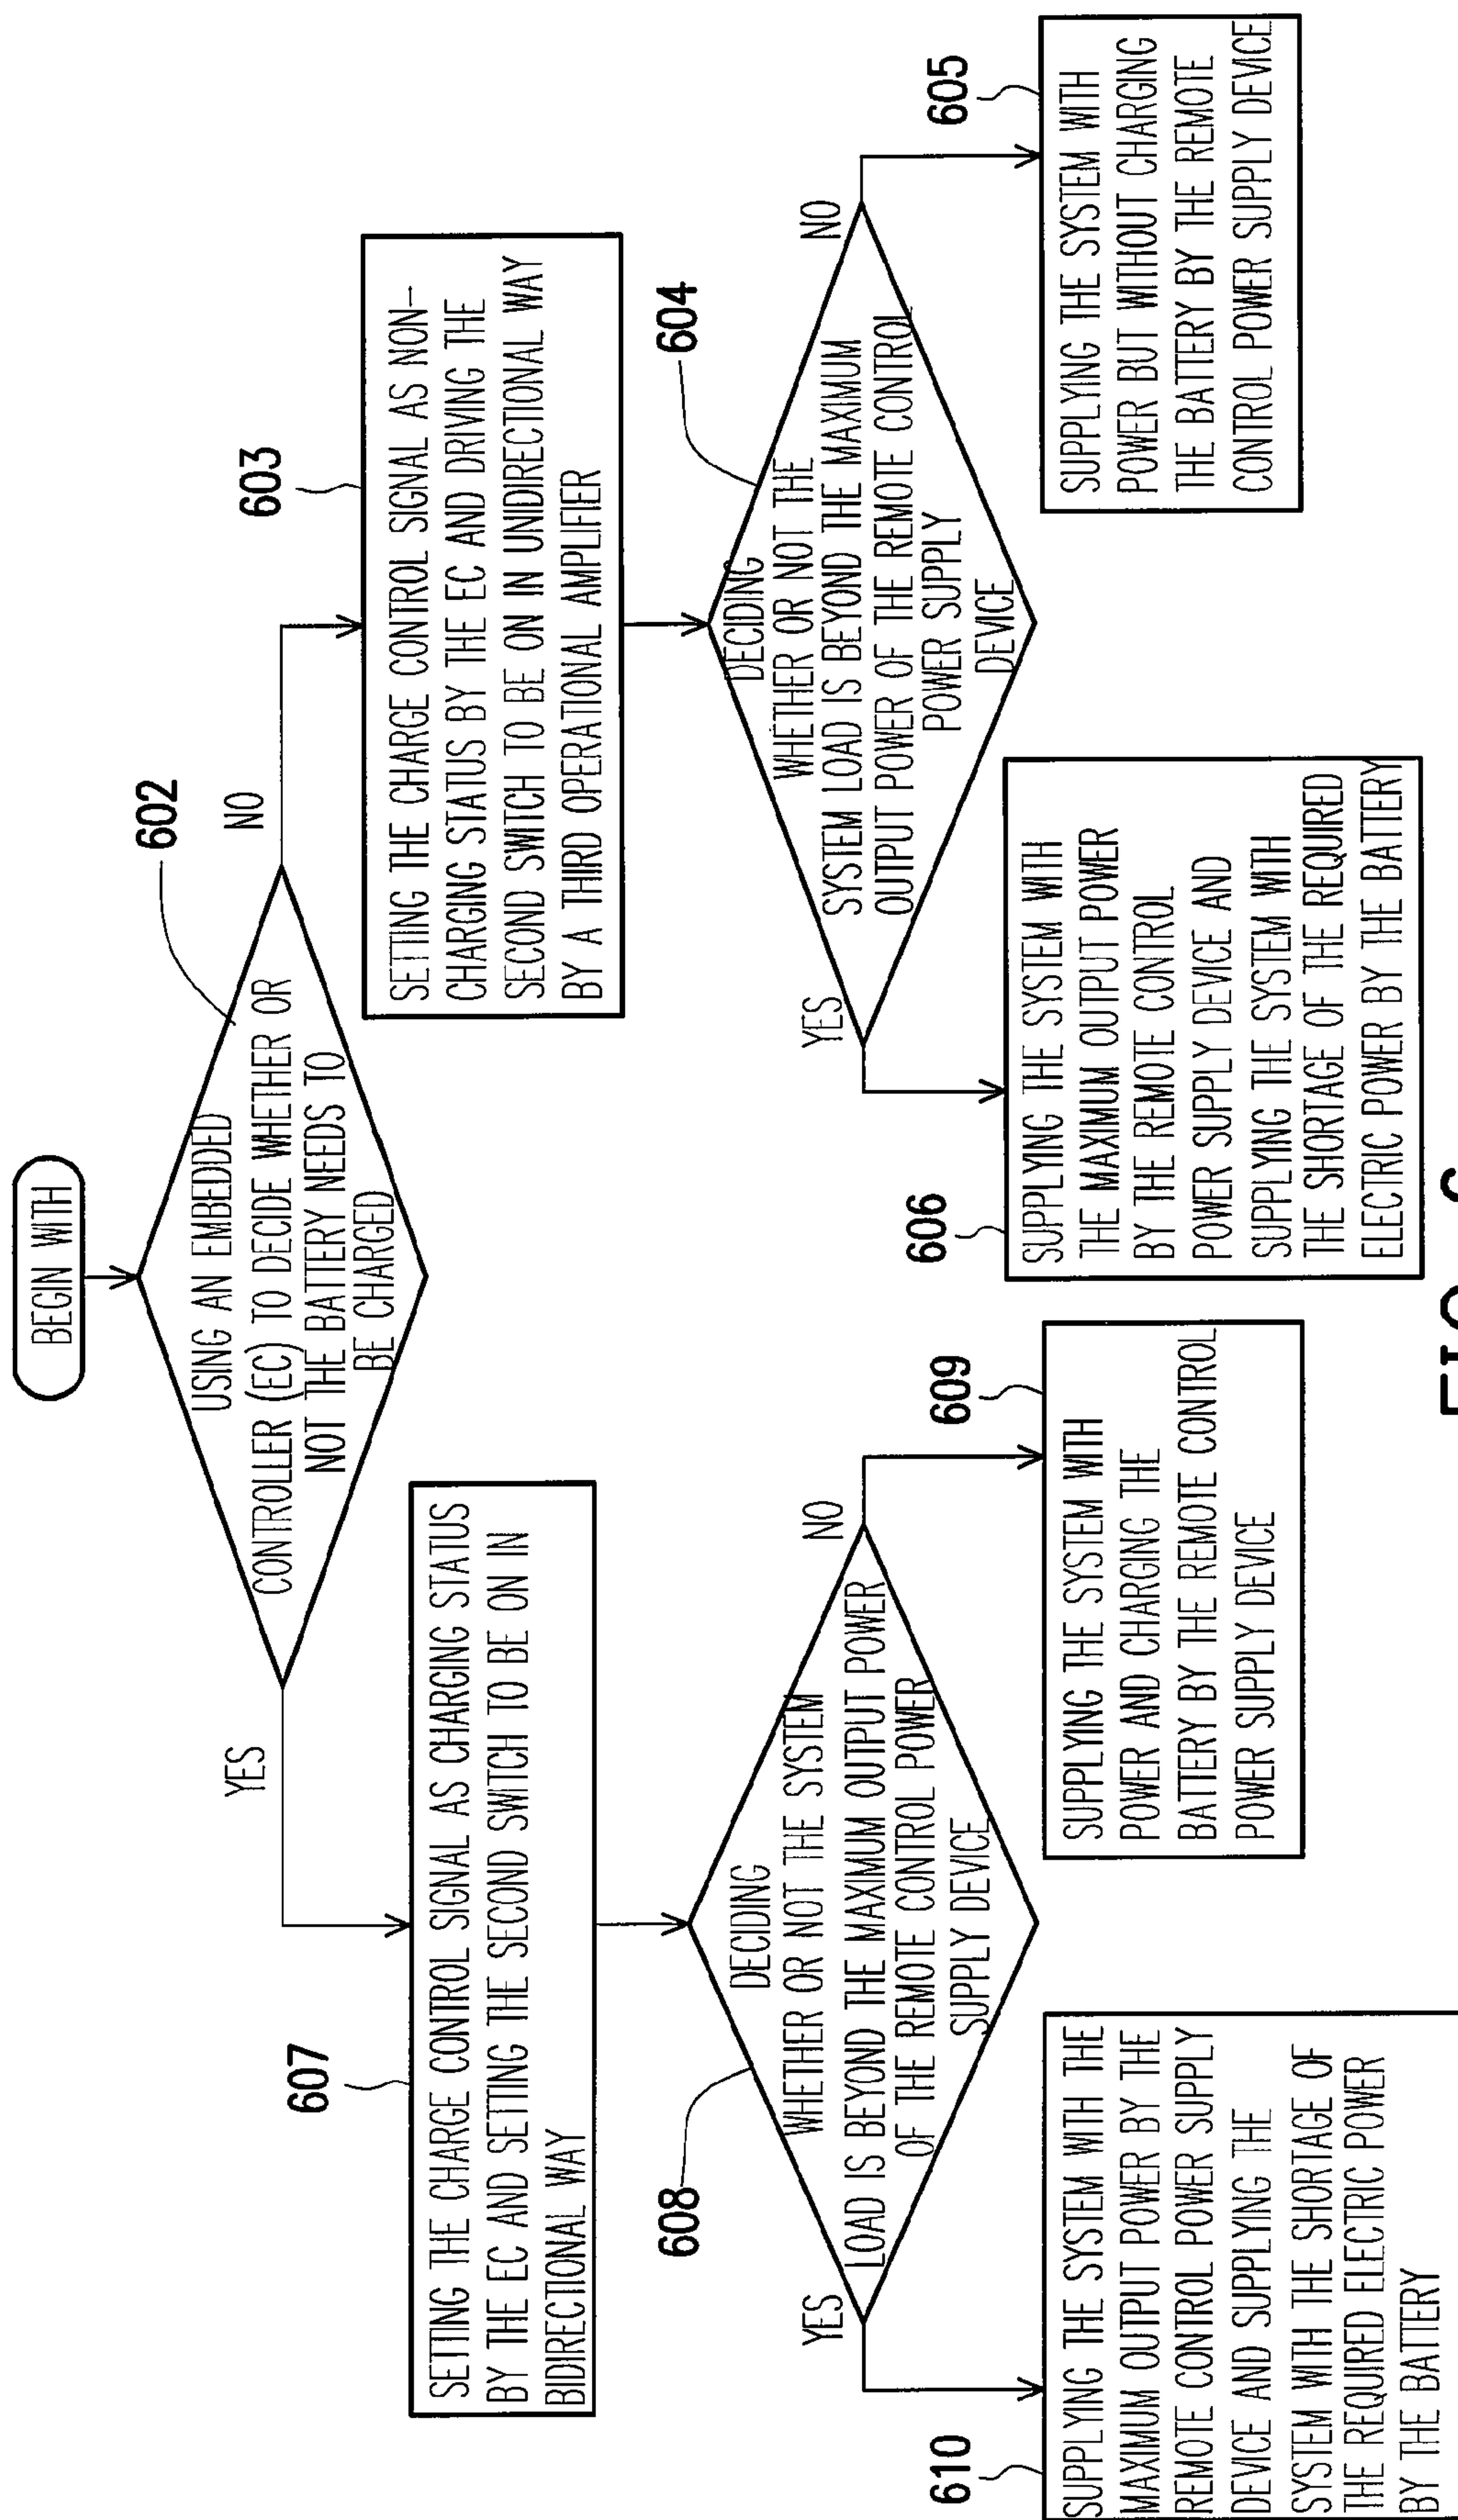 BEGIN WITH
602
USING AN EMBEDDED
CONTROLLER (EC) TO DECIDE WHETHER OR
NOT THE BATTERY NEEDS TO
BE CHARGED
YES
NO
607
SETTING THE CHARGE CONTROL SIGNAL AS CHARGING STATUS
BY THE EC AND SETTING THE SECOND SWITCH TO BE ON IN
BIDIRECTIONAL WAY
603
SETTING THE CHARGE CONTROL SIGNAL AS NON-
CHARGING STATUS BY THE EC AND DRIVING THE
SECOND SWITCH TO BE ON IN UNIDIRECTIONAL WAY
BY A THIRD OPERATIONAL AMPLIFIER
608
DECIDING
WHETHER OR NOT THE SYSTEM
LOAD IS BEYOND THE MAXIMUM OUTPUT POWER
OF THE REMOTE CONTROL POWER
SUPPLY DEVICE
YES
NO
604
DECIDING
WHETHER OR NOT THE
SYSTEM LOAD IS BEYOND THE MAXIMUM
OUTPUT POWER OF THE REMOTE CONTROL
POWER SUPPLY
DEVICE
YES
NO
610
SUPPLYING THE SYSTEM WITH THE
MAXIMUM OUTPUT POWER BY THE
REMOTE CONTROL POWER SUPPLY
DEVICE AND SUPPLYING THE
SYSTEM WITH THE SHORTAGE OF
THE REQUIRED ELECTRIC POWER
BY THE BATTERY
609
SUPPLYING THE SYSTEM WITH
POWER AND CHARGING THE
BATTERY BY THE REMOTE CONTROL
POWER SUPPLY DEVICE
606
SUPPLYING THE SYSTEM WITH
THE MAXIMUM OUTPUT POWER
BY THE REMOTE CONTROL
POWER SUPPLY DEVICE AND
SUPPLYING THE SYSTEM WITH
THE SHORTAGE OF THE REQUIRED
ELECTRIC POWER BY THE BATTERY
605
SUPPLYING THE SYSTEM WITH
POWER BUT WITHOUT CHARGING
THE BATTERY BY THE REMOTE
CONTROL POWER SUPPLY DEVICE